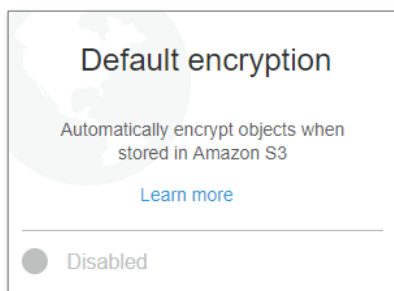 Default encryption
Automatically encrypt objects when
stored in Amazon S3
Learn more
Disabled